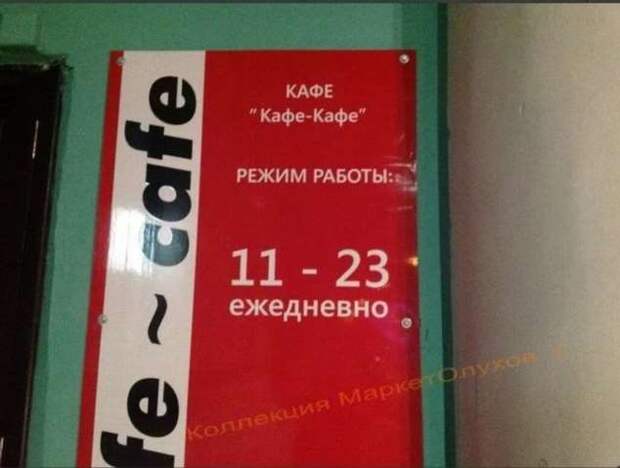 КАФЕ
"Кафе-Кафе"
РЕЖИМ РАБОТЫ:
11 - 23
ежедневно
fe ~ cafe
Коллекция МаркетОлухов